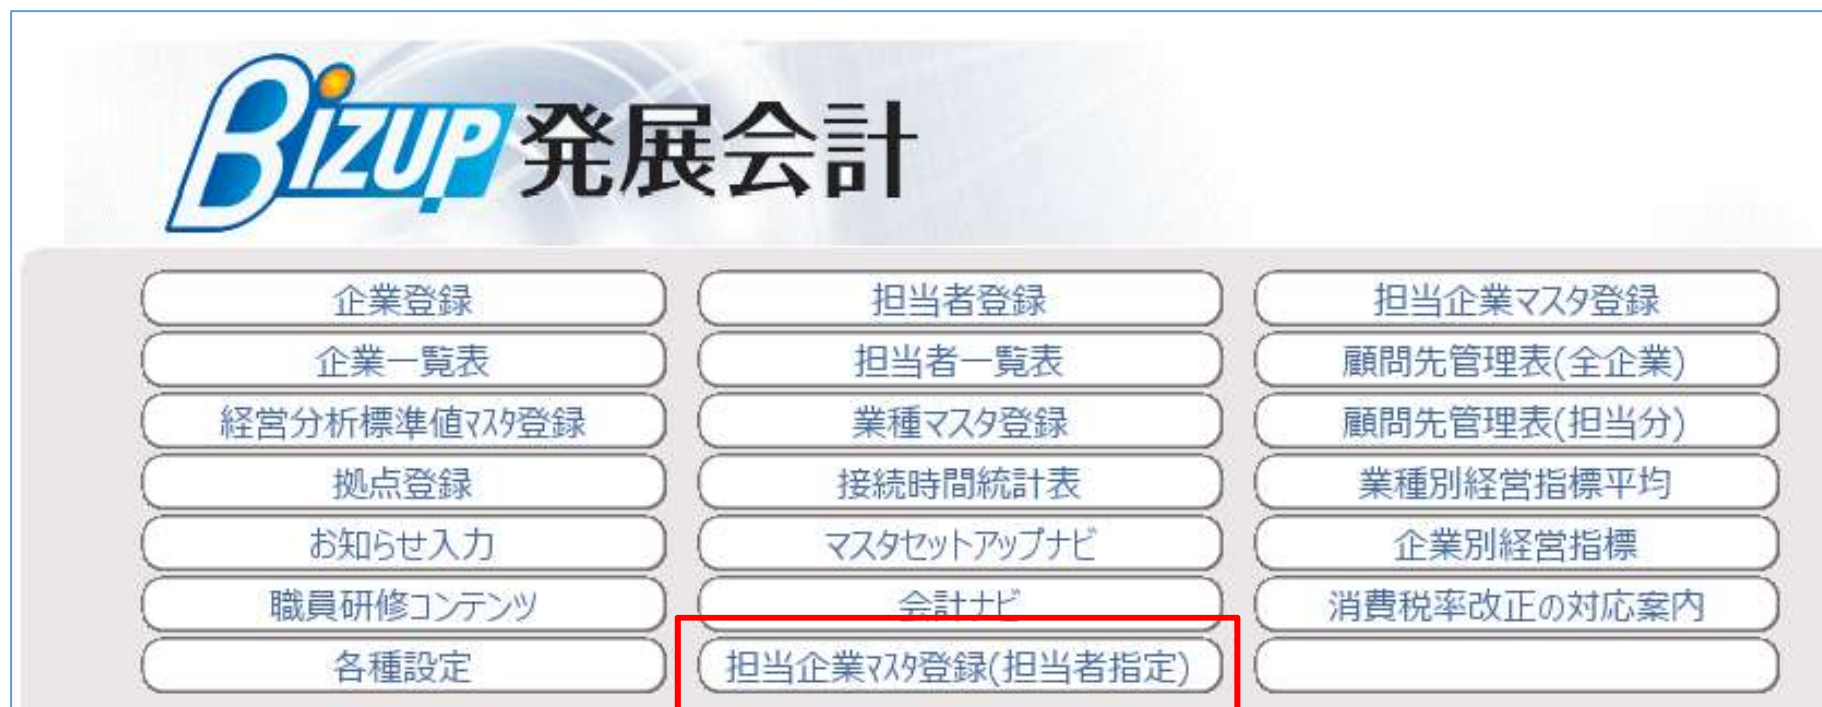 Bizup 発展会計
企業登録 担当者登録 担当企業マスタ登録
企業一覧表 担当者一覧表 顧問先管理表(全企業)
経営分析標準値ﾏｽﾀ登録 業種マスタ登録 顧問先管理表(担当分)
拠点登録 接続時間統計表 業種別経営指標平均
お知らせ入力 マスタセットアップナビ 企業別経営指標
職員研修コンテンツ 会計ナビ 消費税率改正の対応案内
各種設定 担当企業ﾏｽﾀ登録(担当者指定)